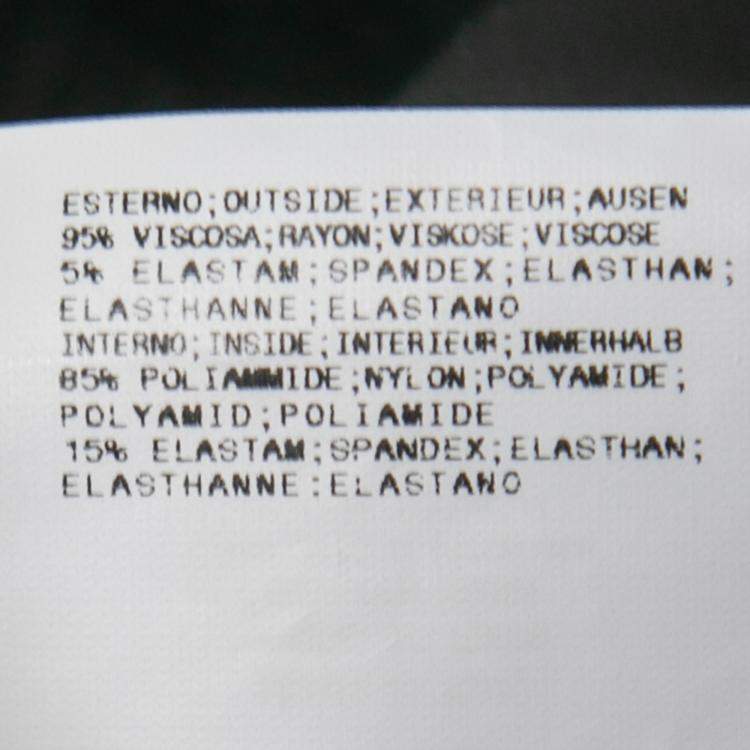 ESTERNO;OUTSIDE;EXTERIEUR;AUSEN
95% VISCOSA;RAYON;VISKOSE;VISCOSE
5% ELASTAM;SPANDEX;ELASTHAN;
ELASTHANNE;ELASTANO
INTERNO;INSIDE;INTERIEUR;INNERHALB
85% POLIAMMIDE;NYLON;POLYAMIDE;
POLYAMID;POLIAMIDE
15% ELASTAM;SPANDEX;ELASTHAN;
ELASTHANNE:ELASTANO